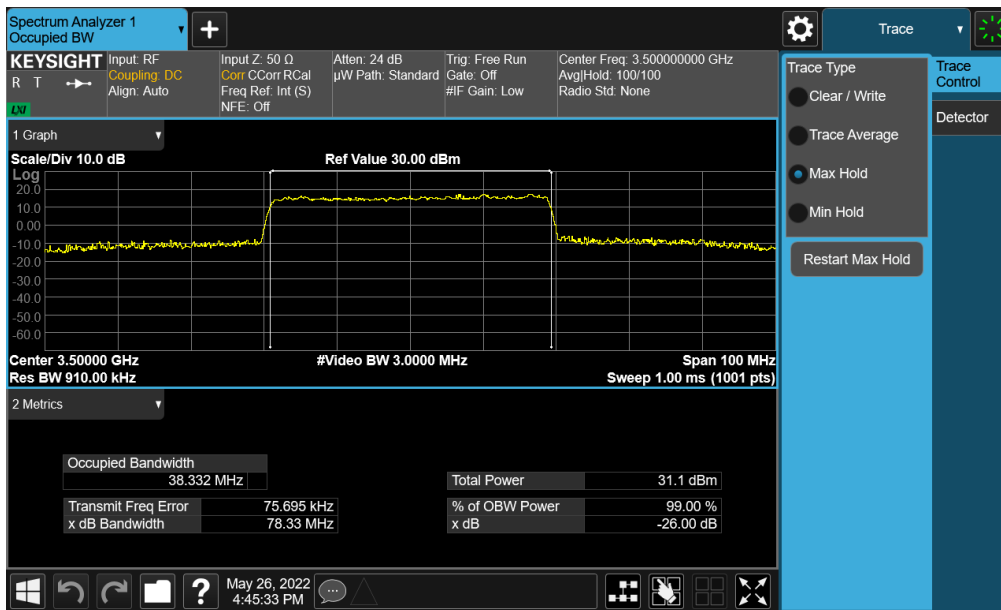 Spectrum Analyzer 1
Occupied BW
+
Trace
KEYSIGHT
R T
LXI
Input: RF
Coupling: DC
Align: Auto
Input Z: 50 Ω
Corr CCorr RCal
Freq Ref: Int (S)
NFE: Off
Atten: 24 dB
µW Path: Standard
Trig: Free Run
Gate: Off
#IF Gain: Low
Center Freq: 3.500000000 GHz
Avg|Hold: 100/100
Radio Std: None
Trace Type
Clear / Write
Trace Average
Max Hold
Min Hold
Restart Max Hold
Trace
Control
Detector
1 Graph
Scale/Div 10.0 dB
Ref Value 30.00 dBm
Log
20.0
10.0
0.00
-10.0
-20.0
-30.0
-40.0
-50.0
-60.0
Center 3.50000 GHz
#Video BW 3.0000 MHz
Span 100 MHz
Res BW 910.00 kHz
Sweep 1.00 ms (1001 pts)
2 Metrics
Occupied Bandwidth
38.332 MHz
Total Power 31.1 dBm
Transmit Freq Error 75.695 kHz
% of OBW Power 99.00 %
x dB Bandwidth 78.33 MHz
x dB -26.00 dB
?
May 26, 2022
4:45:33 PM